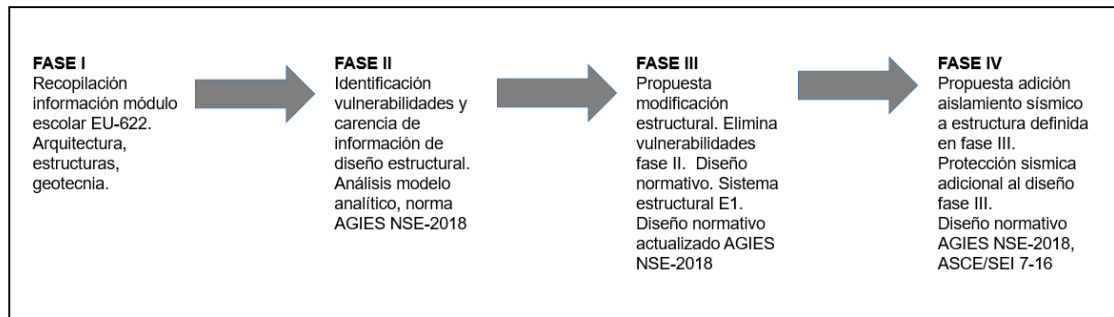 FASE I
Recopilación
información módulo
escolar EU-622.
Arquitectura,
estructuras,
geotecnia.
FASE II
Identificación
vulnerabilidades y
carencia de
información de
diseño estructural.
Análisis modelo
analítico, norma
AGIES NSE-2018
FASE III
Propuesta
modificación
estructural. Elimina
vulnerabilidades
fase II. Diseño
normativo. Sistema
estructural E1.
Diseño normativo
actualizado AGIES
NSE-2018
FASE IV
Propuesta adición
aislamiento sísmico
a estructura definida
en fase III.
Protección sismica
adicional al diseño
fase III.
Diseño normativo
AGIES NSE-2018,
ASCE/SEI 7-16